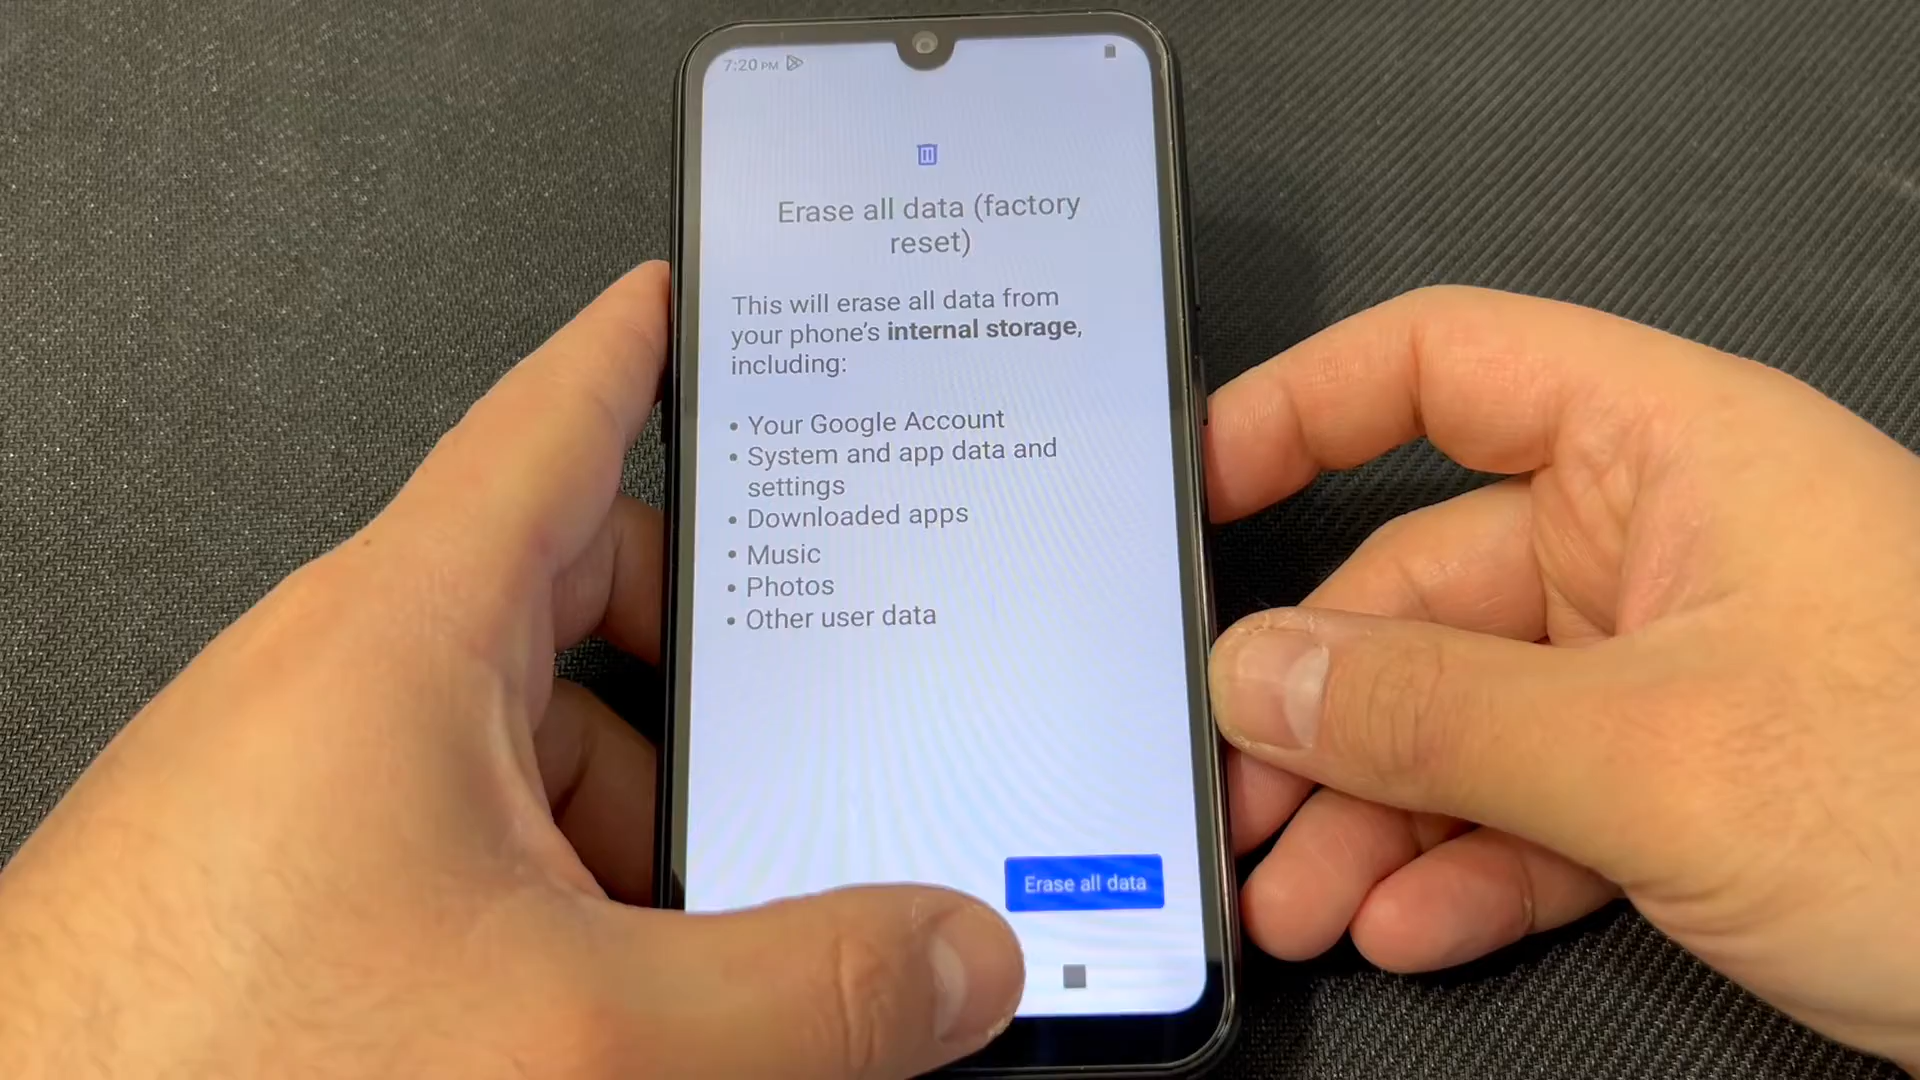 7:20 PM
Erase all data (factory
reset)
This will erase all data from
your phone’s internal storage,
including:
• Your Google Account
• System and app data and
settings
• Downloaded apps
• Music
• Photos
• Other user data
Erase all data